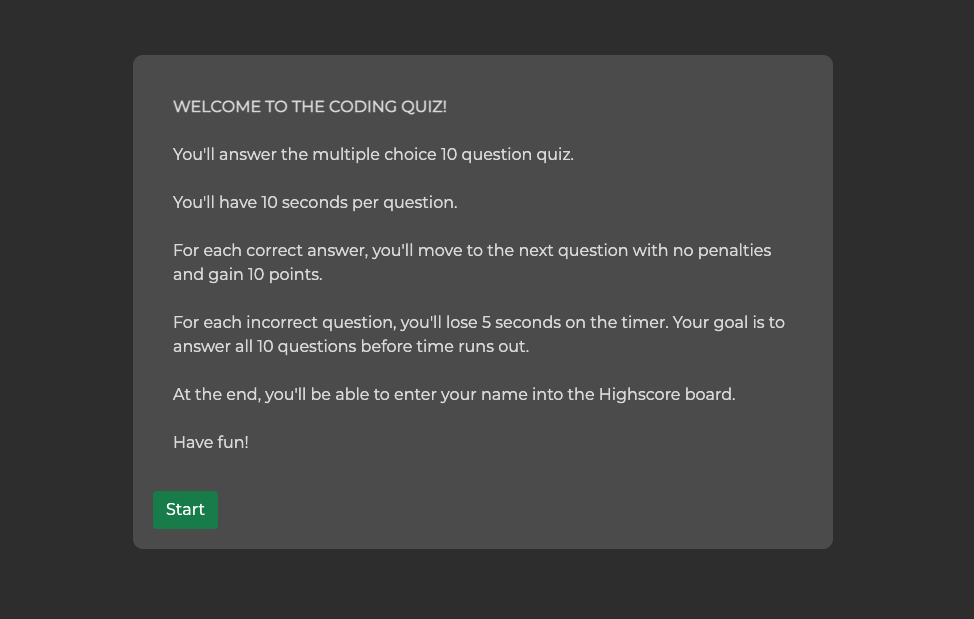 WELCOME TO THE CODING QUIZ!
You'll answer the multiple choice 10 question quiz.
You'll have 10 seconds per question.
For each correct answer, you'll move to the next question with no penalties
and gain 10 points.
For each incorrect question, you'll lose 5 seconds on the timer. Your goal is to
answer all 10 questions before time runs out.
At the end, you'll be able to enter your name into the Highscore board.
Have fun!
Start